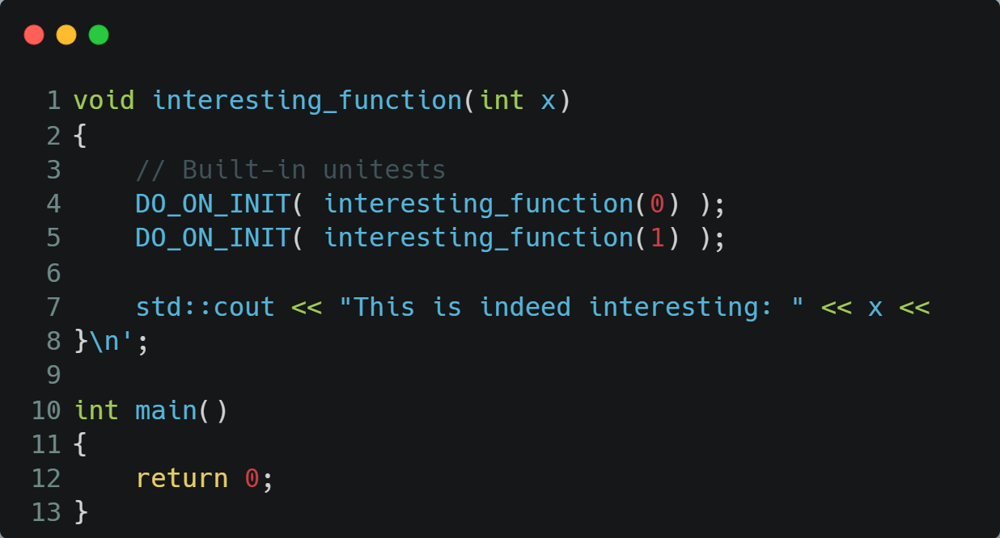 1 void interesting_function(int x)
2 {
3     // Built-in unitests
4     DO_ON_INIT( interesting_function(0) );
5     DO_ON_INIT( interesting_function(1) );
6
7     std::cout << "This is indeed interesting: " << x <<
8 }\n';
9
10 int main()
11 {
12     return 0;
13 }